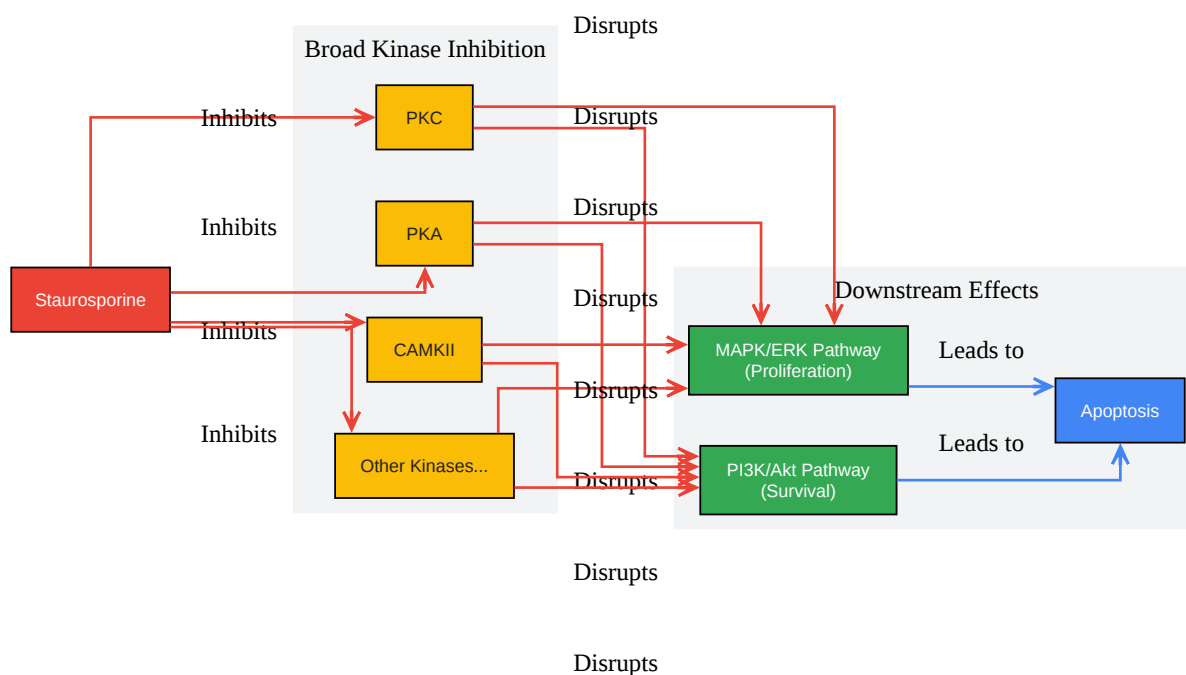 Disrupts
Broad Kinase Inhibition
Inhibits
PKC
Disrupts
Inhibits
PKA
Disrupts
Staurosporine
Disrupts
Downstream Effects
Inhibits
CAMKII
MAPK/ERK Pathway
(Proliferation)
Leads to
Disrupts
Apoptosis
Inhibits
Other Kinases...
Disrupts
PI3K/Akt Pathway
(Survival)
Leads to
Disrupts
Disrupts